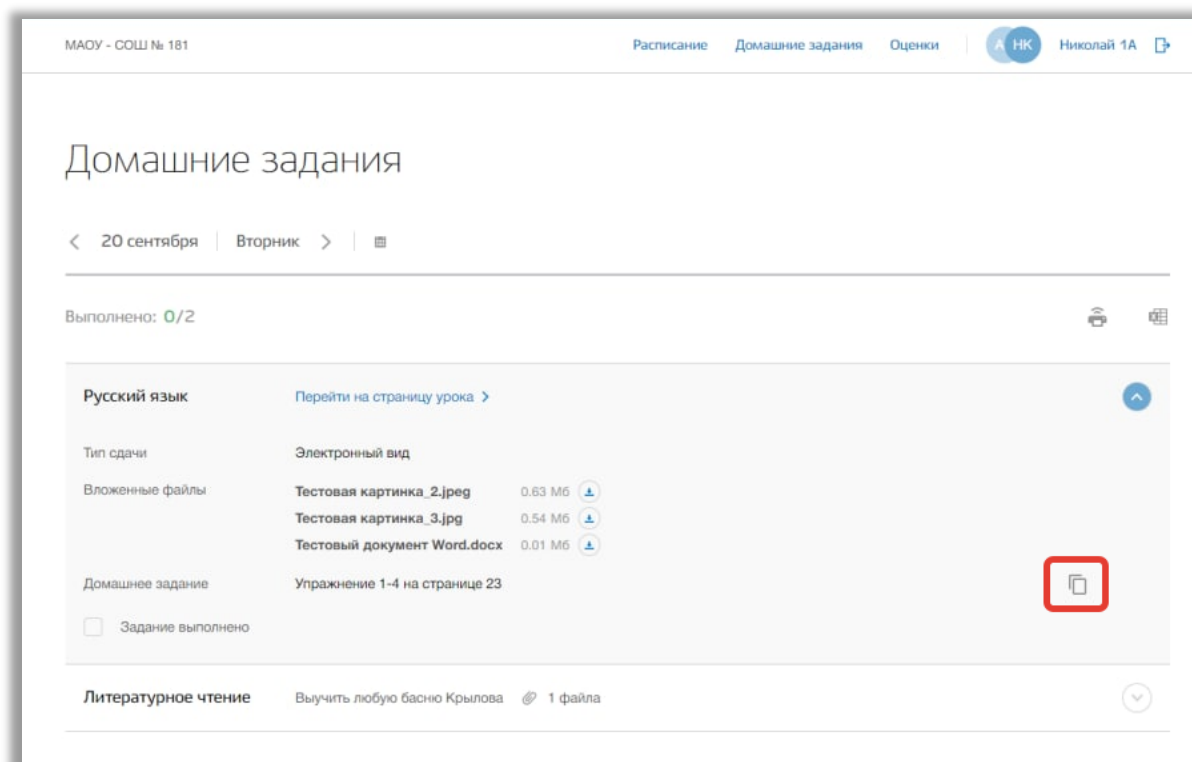 МАОУ - СОШ № 181 Расписание Домашние задания Оценки А НК Николай 1А
Домашние задания
20 сентября Вторник
Выполнено: 0/2
Русский язык Перейти на страницу урока
Тип сдачи Электронный вид
Вложенные файлы Тестовая картинка_2.jpeg 0.63 Мб
Тестовая картинка_3.jpg 0.54 Мб
Тестовый документ Word.docx 0.01 Мб
Домашнее задание Упражнение 1-4 на странице 23
Задание выполнено
Литературное чтение Выучить любую басню Крылова 1 файла